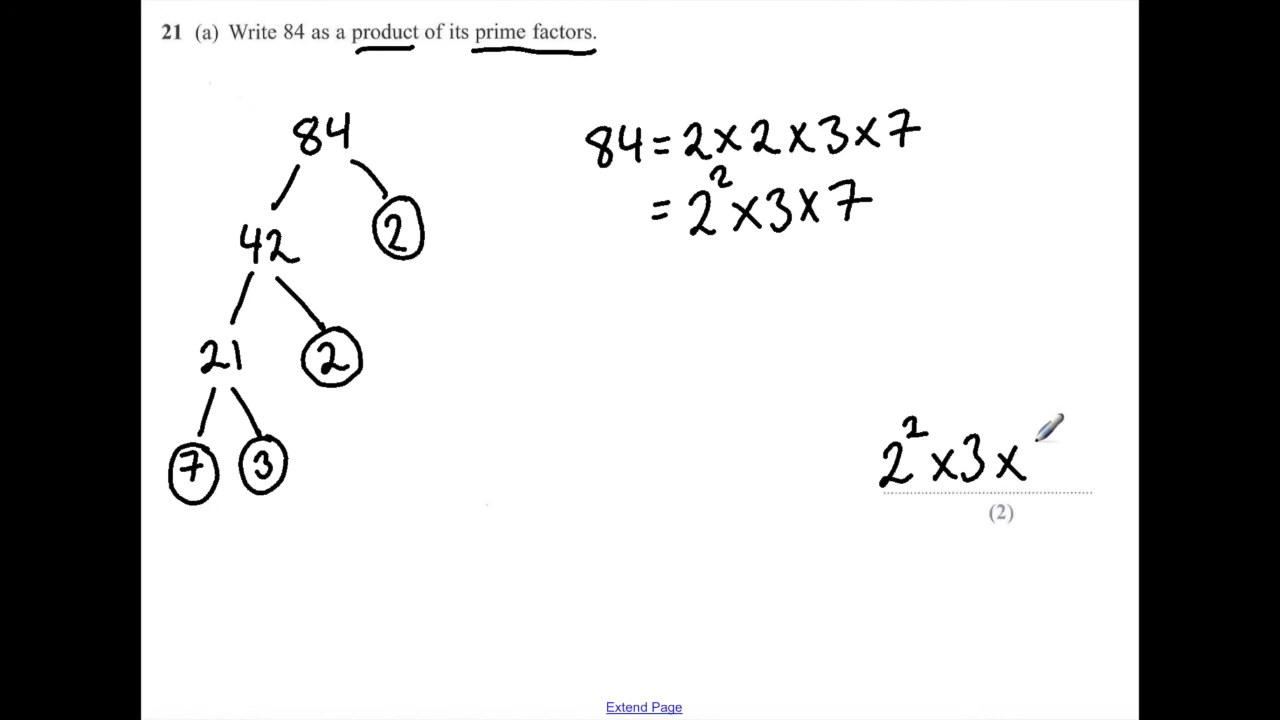 21 (a) Write 84 as a product of its prime factors.
84
84 = 2 × 2 × 3 × 7
= 2² × 3 × 7
42 2
21 2
7 3
2² × 3 ×
(2)
Extend Page